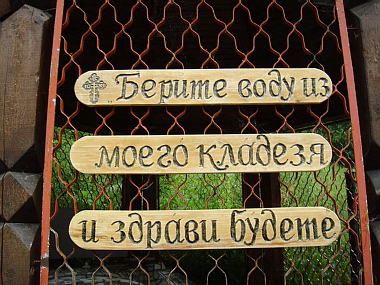 „Берите воду из
моего кладезя
и здрави будете